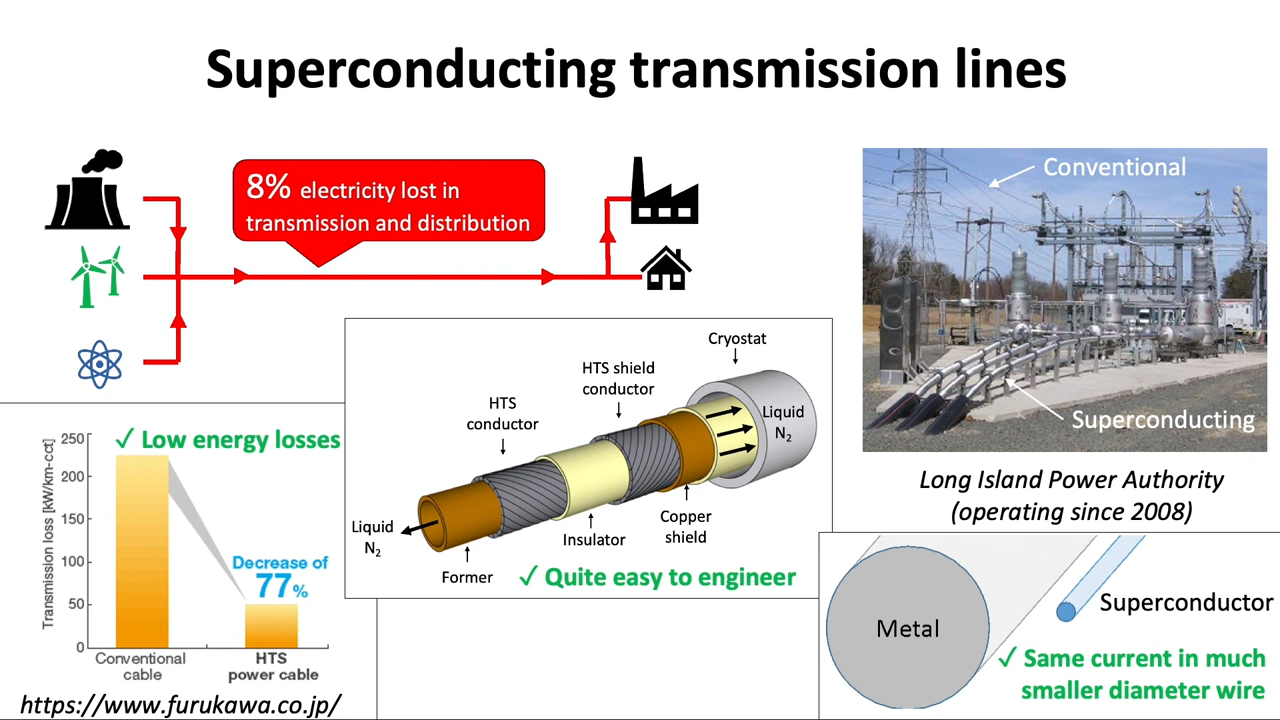 Superconducting transmission lines
8% electricity lost in
transmission and distribution
Conventional
Superconducting
Long Island Power Authority
(operating since 2008)
Cryostat
HTS shield
conductor
HTS
conductor
Liquid
N2
Liquid
N2
Copper
shield
Insulator
Former
✓ Quite easy to engineer
✓ Low energy losses
Transmission loss [kW/km-cct]
250
200
150
100
50
0
Decrease of
77%
Conventional
cable
HTS
power cable
https://www.furukawa.co.jp/
Metal
Superconductor
✓ Same current in much
smaller diameter wire